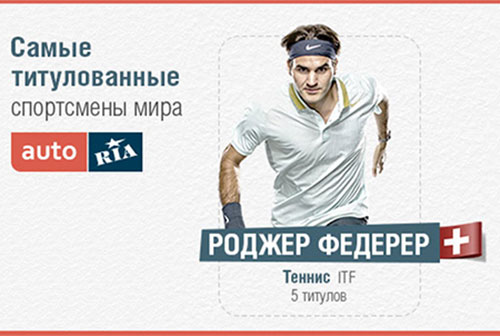 Самые
титулованные
спортсмены мира
auto RIA
РОДЖЕР ФЕДЕРЕР
Теннис ITF
5 титулов